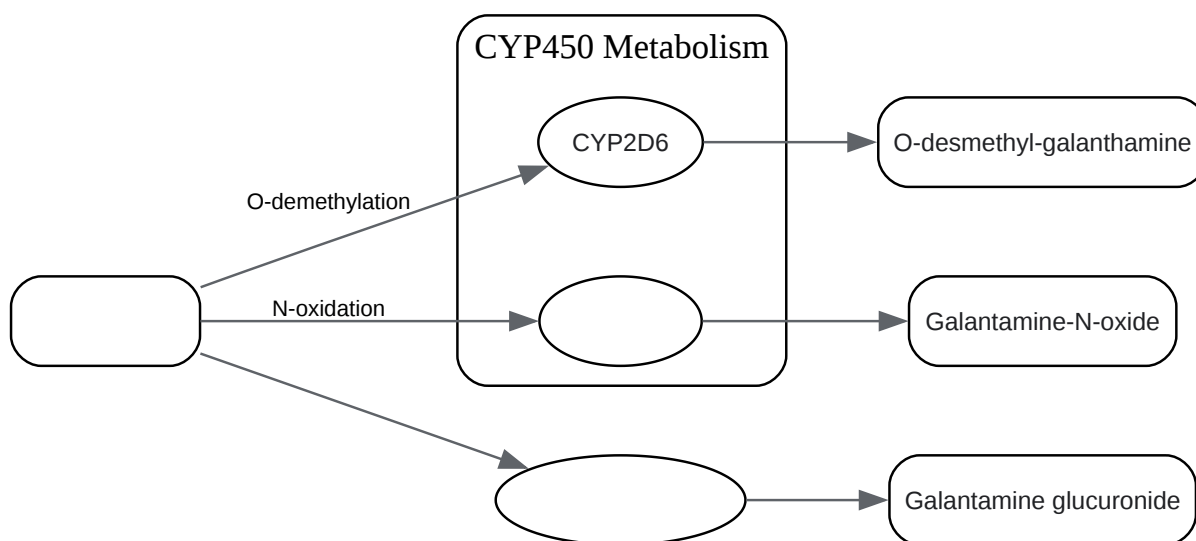 CYP450 Metabolism
CYP2D6
O-desmethyl-galanthamine
O-demethylation
N-oxidation
Galantamine-N-oxide
Galantamine glucuronide